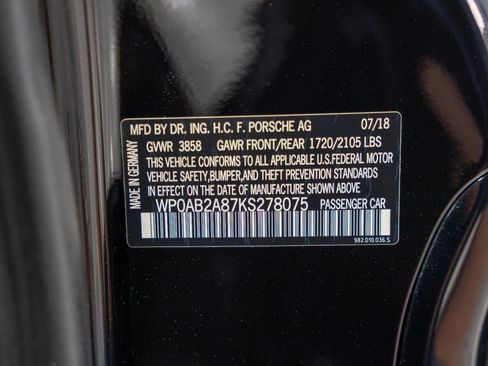 MFD BY DR. ING. H.C. F. PORSCHE AG 07/18
GVWR 3858 GAWR FRONT/REAR 1720/2105 LBS
THIS VEHICLE CONFORMS TO ALL APPLICABLE U.S.FEDERAL MOTOR
VEHICLE SAFETY,BUMPER,AND THEFT PREVENTION STANDARDS
IN EFFECT ON THE DATE OF MANUFACTURE SHOWN ABOVE
WP0AB2A87KS278075 PASSENGER CAR
982.010.036.S
MADE IN GERMANY